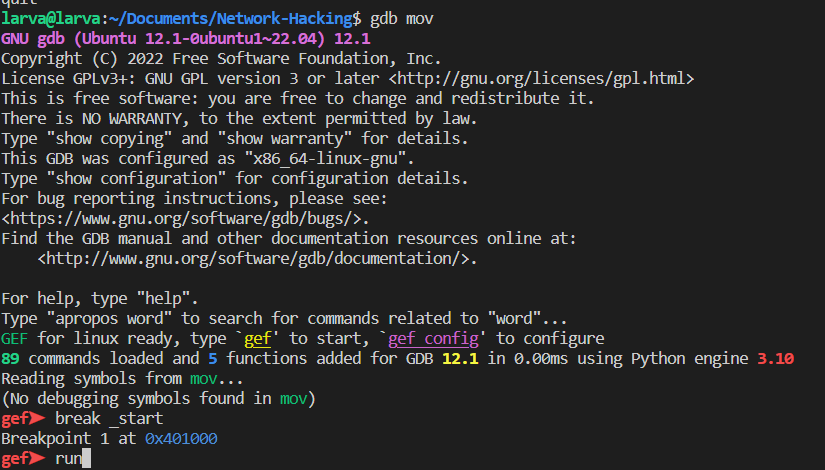 quit
larva@larva:~/Documents/Network-Hacking$ gdb mov
GNU gdb (Ubuntu 12.1-0ubuntu1~22.04) 12.1
Copyright (C) 2022 Free Software Foundation, Inc.
License GPLv3+: GNU GPL version 3 or later <http://gnu.org/licenses/gpl.html>
This is free software: you are free to change and redistribute it.
There is NO WARRANTY, to the extent permitted by law.
Type "show copying" and "show warranty" for details.
This GDB was configured as "x86_64-linux-gnu".
Type "show configuration" for configuration details.
For bug reporting instructions, please see:
<https://www.gnu.org/software/gdb/bugs/>.
Find the GDB manual and other documentation resources online at:
    <http://www.gnu.org/software/gdb/documentation/>.

For help, type "help".
Type "apropos word" to search for commands related to "word"...
GEF for linux ready, type `gef' to start, `gef config' to configure
89 commands loaded and 5 functions added for GDB 12.1 in 0.00ms using Python engine 3.10
Reading symbols from mov...
(No debugging symbols found in mov)
gef➤ break _start
Breakpoint 1 at 0x401000
gef➤ run